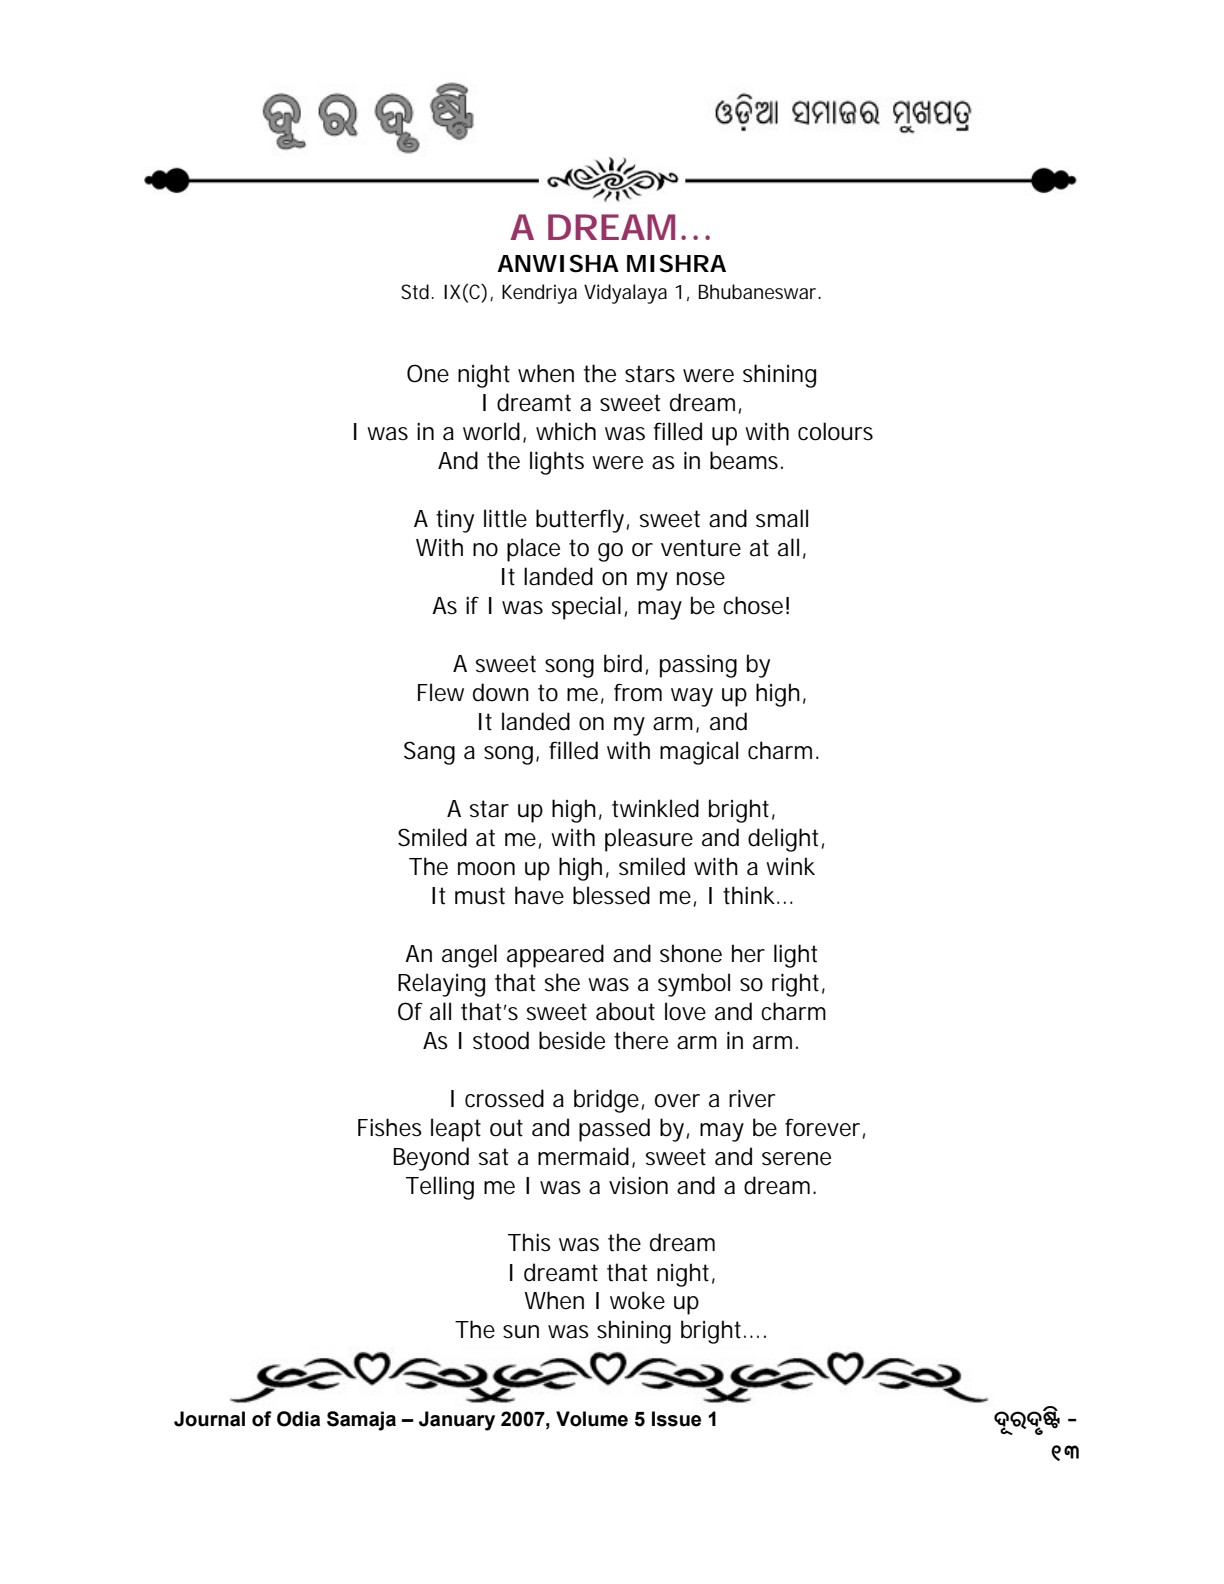 ଦୂରଦୃଷ୍ଟି ଓଡ଼ିଆ ସମାଜର ମୁଖପତ୍ର
A DREAM...
ANWISHA MISHRA
Std. IX(C), Kendriya Vidyalaya 1, Bhubaneswar.
One night when the stars were shining
I dreamt a sweet dream,
I was in a world, which was filled up with colours
And the lights were as in beams.
A tiny little butterfly, sweet and small
With no place to go or venture at all,
It landed on my nose
As if I was special, may be chose!
A sweet song bird, passing by
Flew down to me, from way up high,
It landed on my arm, and
Sang a song, filled with magical charm.
A star up high, twinkled bright,
Smiled at me, with pleasure and delight,
The moon up high, smiled with a wink
It must have blessed me, I think...
An angel appeared and shone her light
Relaying that she was a symbol so right,
Of all that's sweet about love and charm
As I stood beside there arm in arm.
I crossed a bridge, over a river
Fishes leapt out and passed by, may be forever,
Beyond sat a mermaid, sweet and serene
Telling me I was a vision and a dream.
This was the dream
I dreamt that night,
When I woke up
The sun was shining bright....
Journal of Odia Samaja – January 2007, Volume 5 Issue 1 ଦୂରଦୃଷ୍ଟି -
୧୩